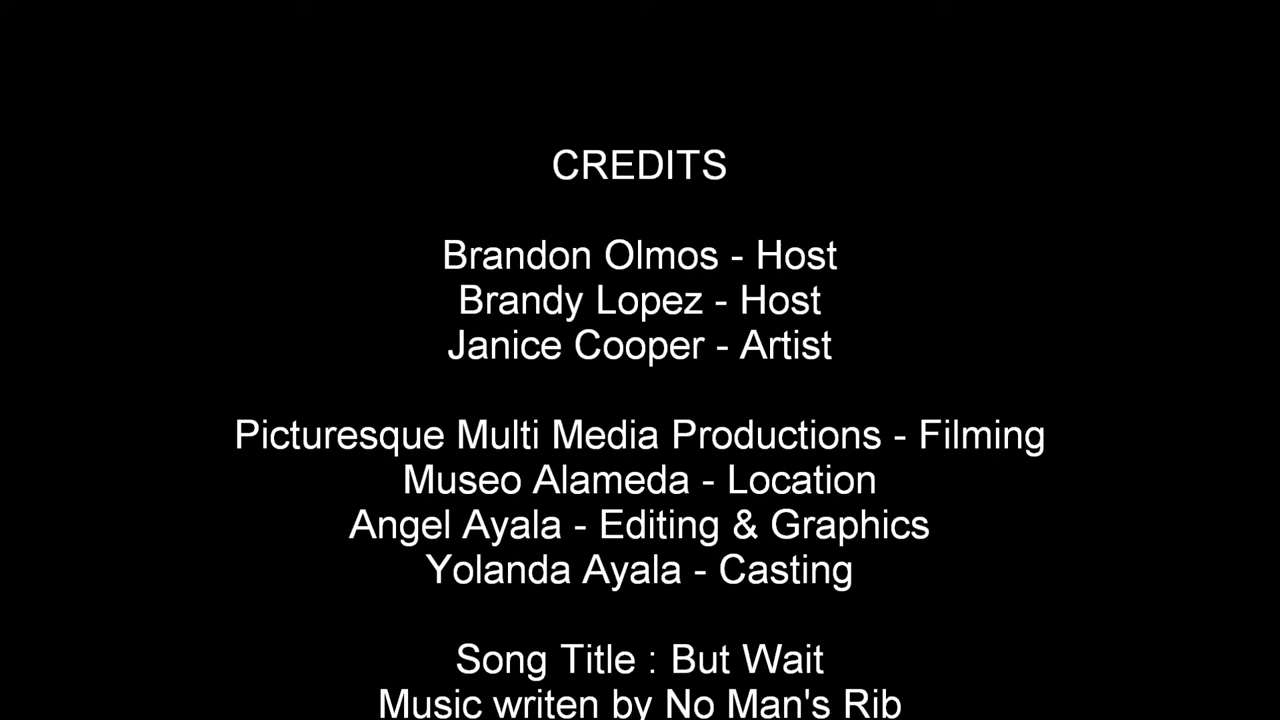 CREDITS
Brandon Olmos - Host
Brandy Lopez - Host
Janice Cooper - Artist
Picturesque Multi Media Productions - Filming
Museo Alameda - Location
Angel Ayala - Editing & Graphics
Yolanda Ayala - Casting
Song Title : But Wait
Music writen by No Man's Rib